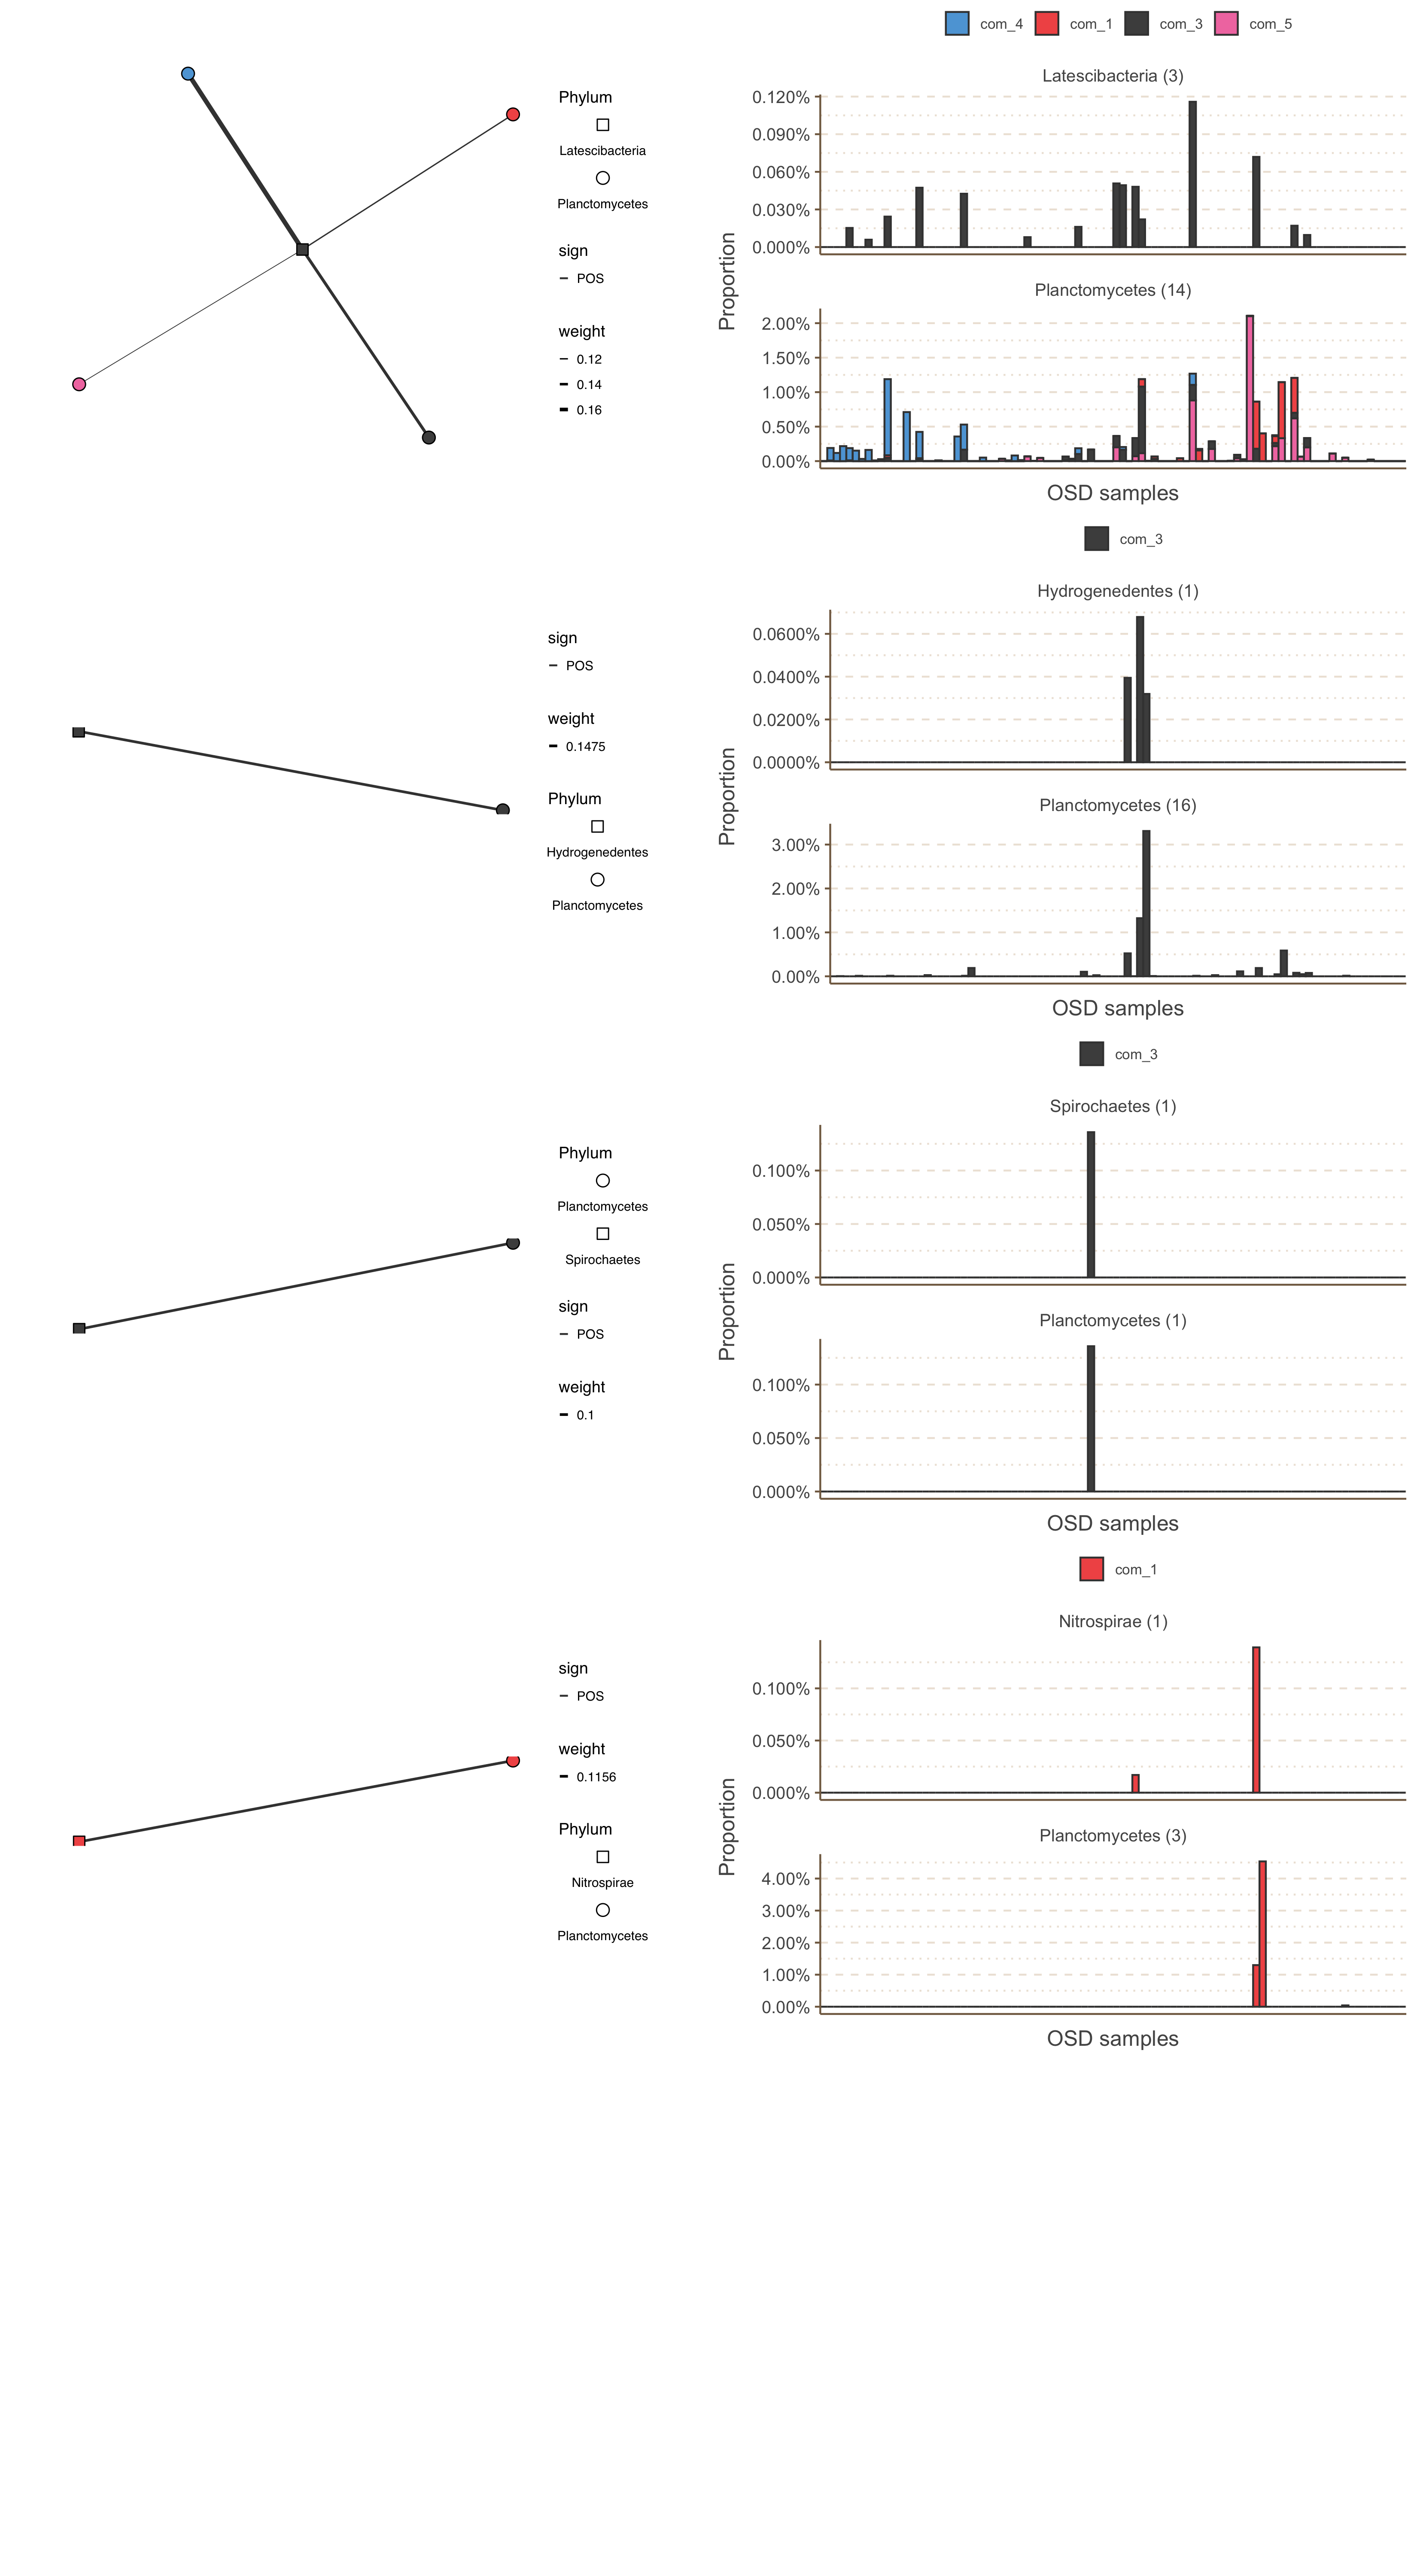 com_4 com_1 com_3 com_5
Phylum
Latescibacteria
Planctomycetes
sign
POS
weight
0.12
0.14
0.16
Latescibacteria (3)
0.120%
0.090%
0.060%
0.030%
0.000%
Proportion
Planctomycetes (14)
2.00%
1.50%
1.00%
0.50%
0.00%
OSD samples
com_3
sign
POS
weight
0.1475
Phylum
Hydrogenedentes
Planctomycetes
Hydrogenedentes (1)
0.0600%
0.0400%
0.0200%
0.0000%
Proportion
Planctomycetes (16)
3.00%
2.00%
1.00%
0.00%
OSD samples
com_3
Phylum
Planctomycetes
Spirochaetes
sign
POS
weight
0.1
Spirochaetes (1)
0.100%
0.050%
0.000%
Proportion
Planctomycetes (1)
0.100%
0.050%
0.000%
OSD samples
com_1
sign
POS
weight
0.1156
Phylum
Nitrospirae
Planctomycetes
Nitrospirae (1)
0.100%
0.050%
0.000%
Proportion
Planctomycetes (3)
4.00%
3.00%
2.00%
1.00%
0.00%
OSD samples